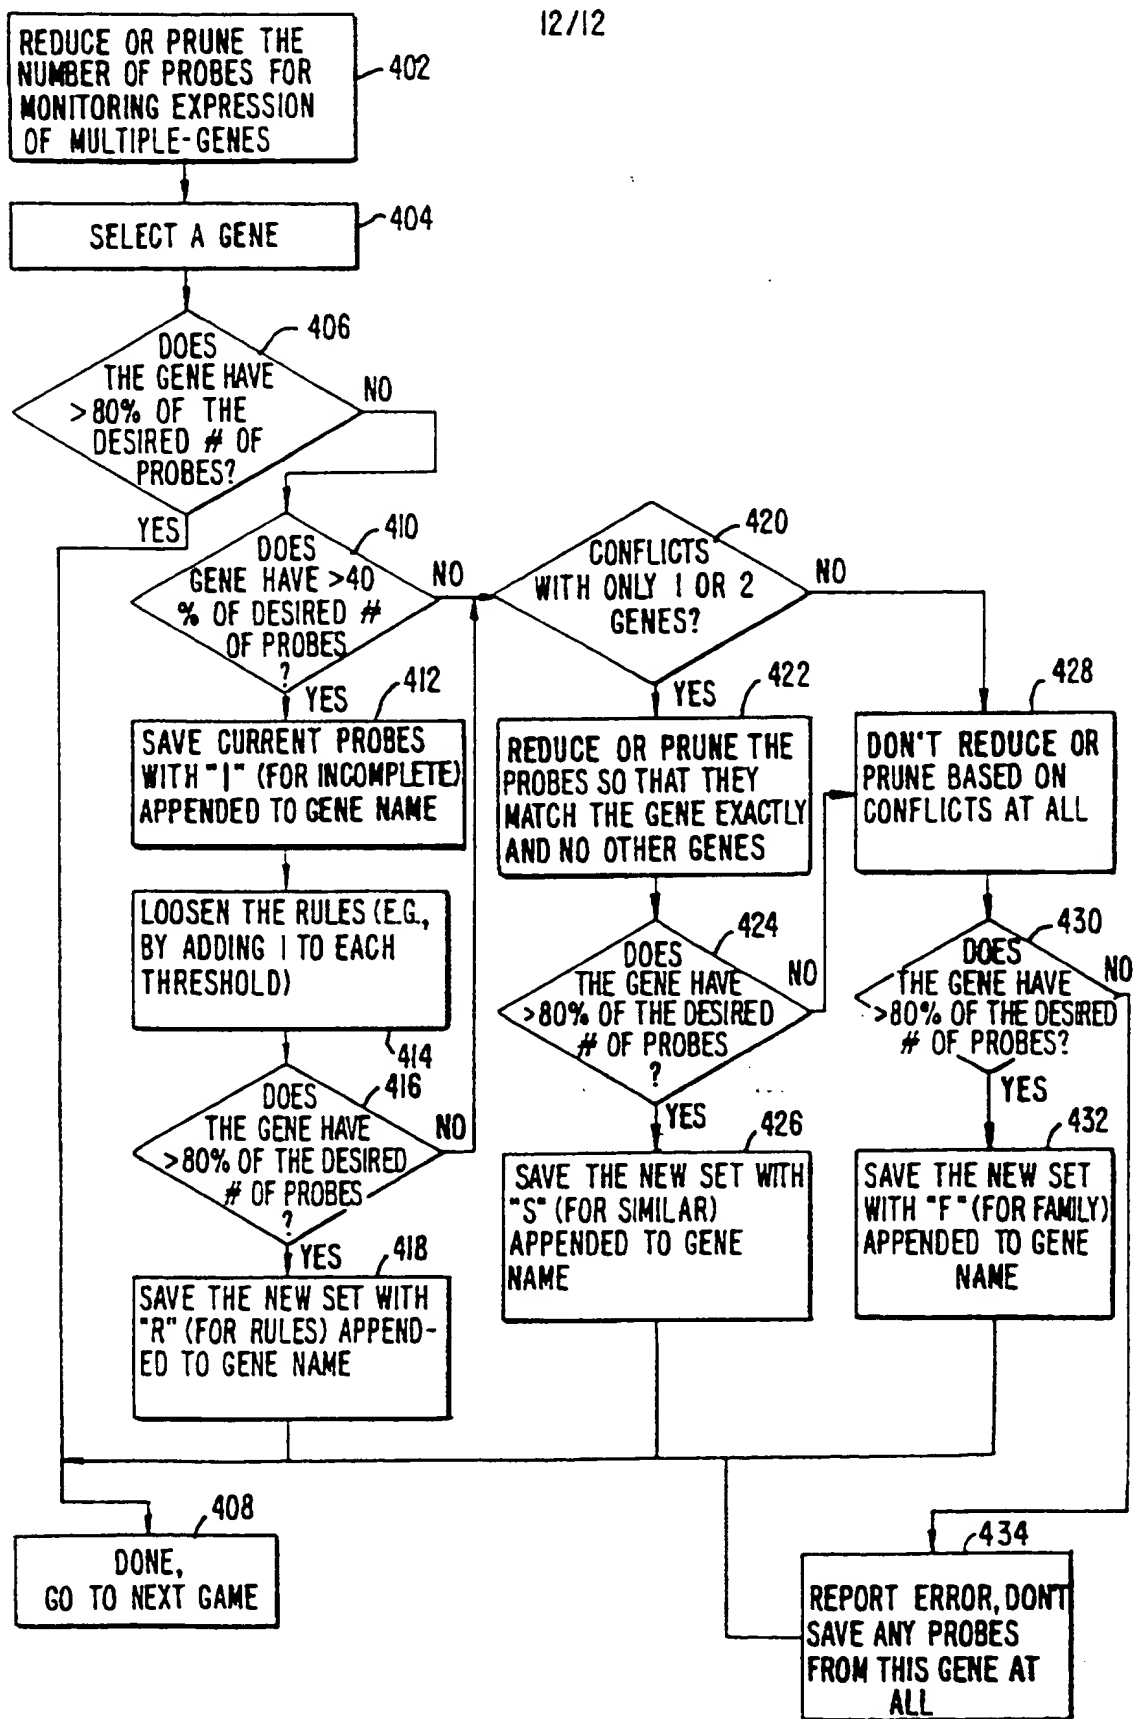 12/12
REDUCE OR PRUNE THE
NUMBER OF PROBES FOR
MONITORING EXPRESSION
OF MULTIPLE-GENES
402
SELECT A GENE
404
406
DOES
THE GENE HAVE
>80% OF THE
DESIRED # OF
PROBES?
NO
YES
410
DOES
GENE HAVE >40
% OF DESIRED #
OF PROBES
?
NO
YES
420
CONFLICTS
WITH ONLY 1 OR 2
GENES?
NO
YES
412
SAVE CURRENT PROBES
WITH "I" (FOR INCOMPLETE)
APPENDED TO GENE NAME
422
REDUCE OR PRUNE THE
PROBES SO THAT THEY
MATCH THE GENE EXACTLY
AND NO OTHER GENES
428
DON'T REDUCE OR
PRUNE BASED ON
CONFLICTS AT ALL
LOOSEN THE RULES (E.G.,
BY ADDING 1 TO EACH
THRESHOLD)
414
424
DOES
THE GENE HAVE
>80% OF THE DESIRED
# OF PROBES
?
NO
YES
430
DOES
THE GENE HAVE
>80% OF THE DESIRED
# OF PROBES?
NO
YES
416
DOES
THE GENE HAVE
>80% OF THE DESIRED
# OF PROBES
?
NO
YES
418
SAVE THE NEW SET WITH
"R" (FOR RULES) APPEND-
ED TO GENE NAME
426
SAVE THE NEW SET WITH
"S" (FOR SIMILAR)
APPENDED TO GENE
NAME
432
SAVE THE NEW SET
WITH "F" (FOR FAMILY)
APPENDED TO GENE
NAME
408
DONE,
GO TO NEXT GAME
434
REPORT ERROR, DON'T
SAVE ANY PROBES
FROM THIS GENE AT
ALL